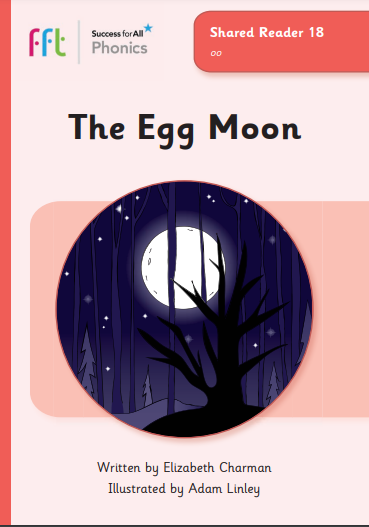 fft
Success for All
Phonics
Shared Reader 18
oo
The Egg Moon
Written by Elizabeth Charman
Illustrated by Adam Linley